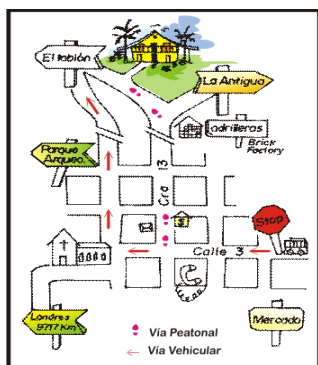 El tablón
La Antigua
Ladrilleras
Brick
Factory
Parque
Arqueo.
Cra 13
Stop
Calle 3
Londres
9717 Km
Mercado
Vía Peatonal
Vía Vehicular